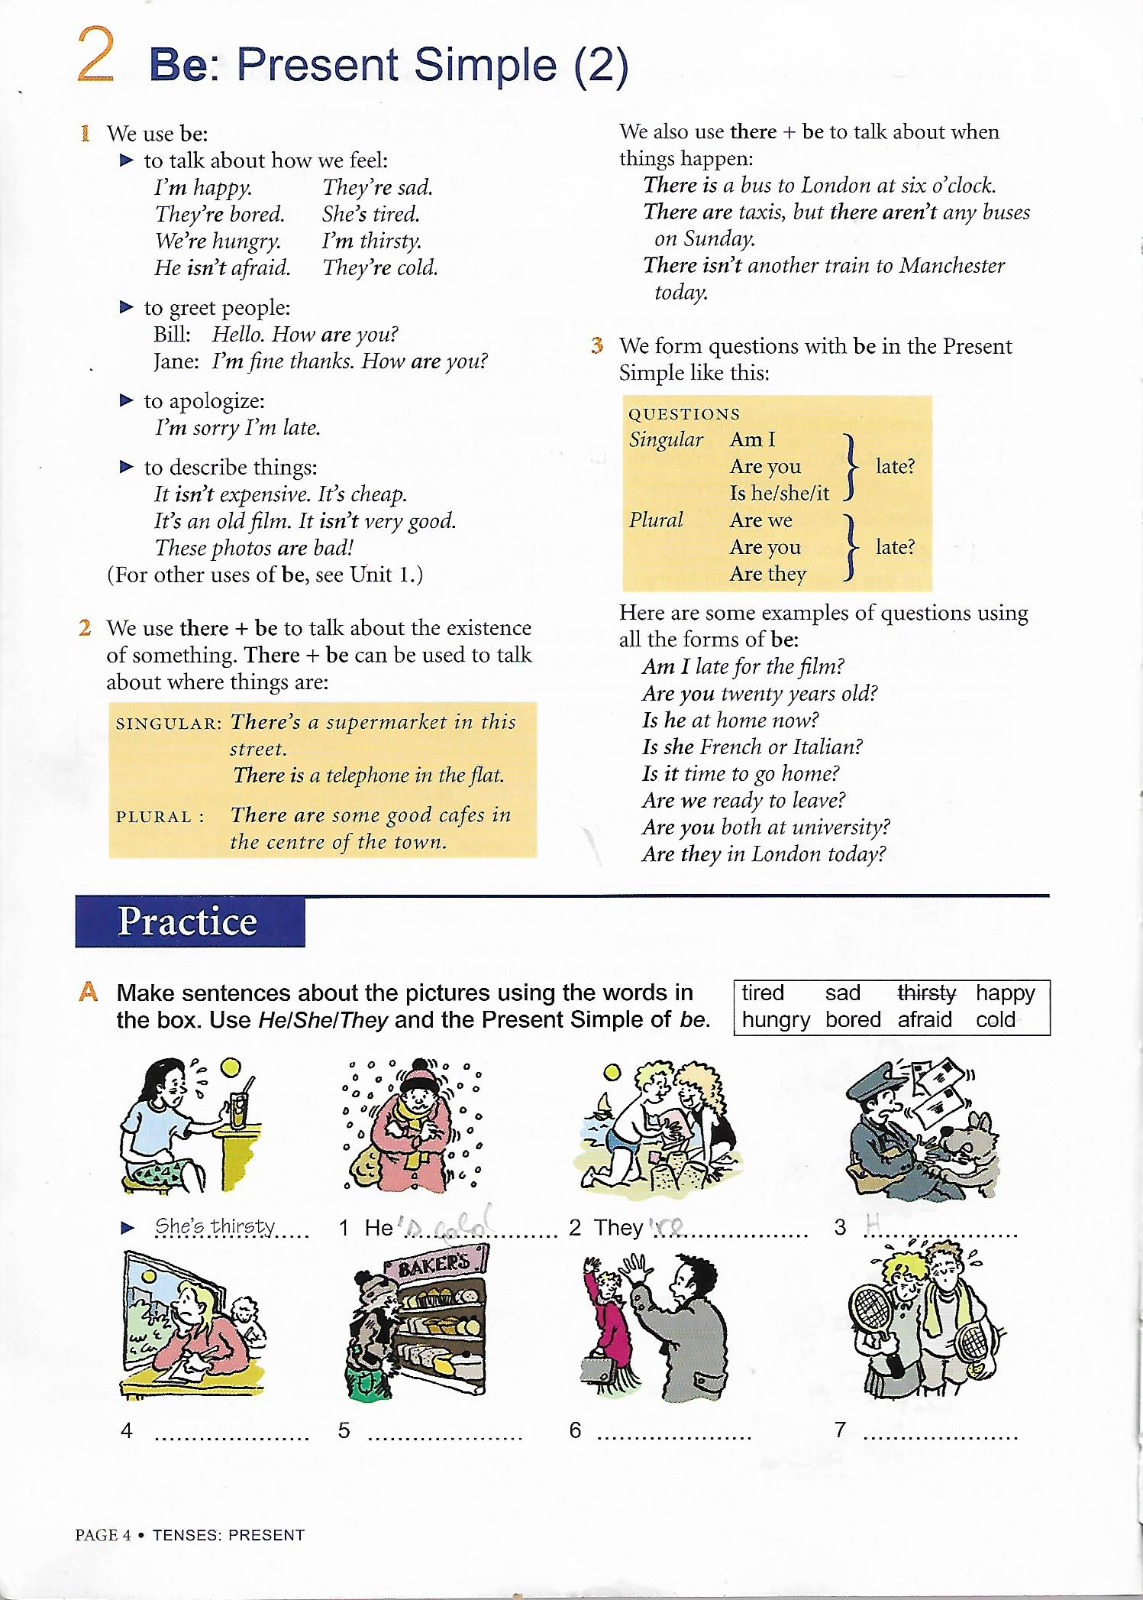 2 Be: Present Simple (2)
1 We use be:
► to talk about how we feel:
I'm happy. They're sad.
They're bored. She's tired.
We're hungry. I'm thirsty.
He isn't afraid. They're cold.
► to greet people:
Bill: Hello. How are you?
Jane: I'm fine thanks. How are you?
► to apologize:
I'm sorry I'm late.
► to describe things:
It isn't expensive. It's cheap.
It's an old film. It isn't very good.
These photos are bad!
(For other uses of be, see Unit 1.)
2 We use there + be to talk about the existence
of something. There + be can be used to talk
about where things are:
SINGULAR: There's a supermarket in this
street.
There is a telephone in the flat.
PLURAL : There are some good cafes in
the centre of the town.
We also use there + be to talk about when
things happen:
There is a bus to London at six o'clock.
There are taxis, but there aren't any buses
on Sunday.
There isn't another train to Manchester
today.
3 We form questions with be in the Present
Simple like this:
QUESTIONS
Singular Am I
Are you late?
Is he/she/it
Plural Are we
Are you late?
Are they
Here are some examples of questions using
all the forms of be:
Am I late for the film?
Are you twenty years old?
Is he at home now?
Is she French or Italian?
Is it time to go home?
Are we ready to leave?
Are you both at university?
Are they in London today?
Practice
A Make sentences about the pictures using the words in
the box. Use He/She/They and the Present Simple of be.
tired sad thirsty happy
hungry bored afraid cold
► She's thirsty..... 1 He's cold.......... 2 They're.................... 3 H....................
BAKER'S
4 .................... 5 .................... 6 .................... 7 ....................
PAGE 4 • TENSES: PRESENT